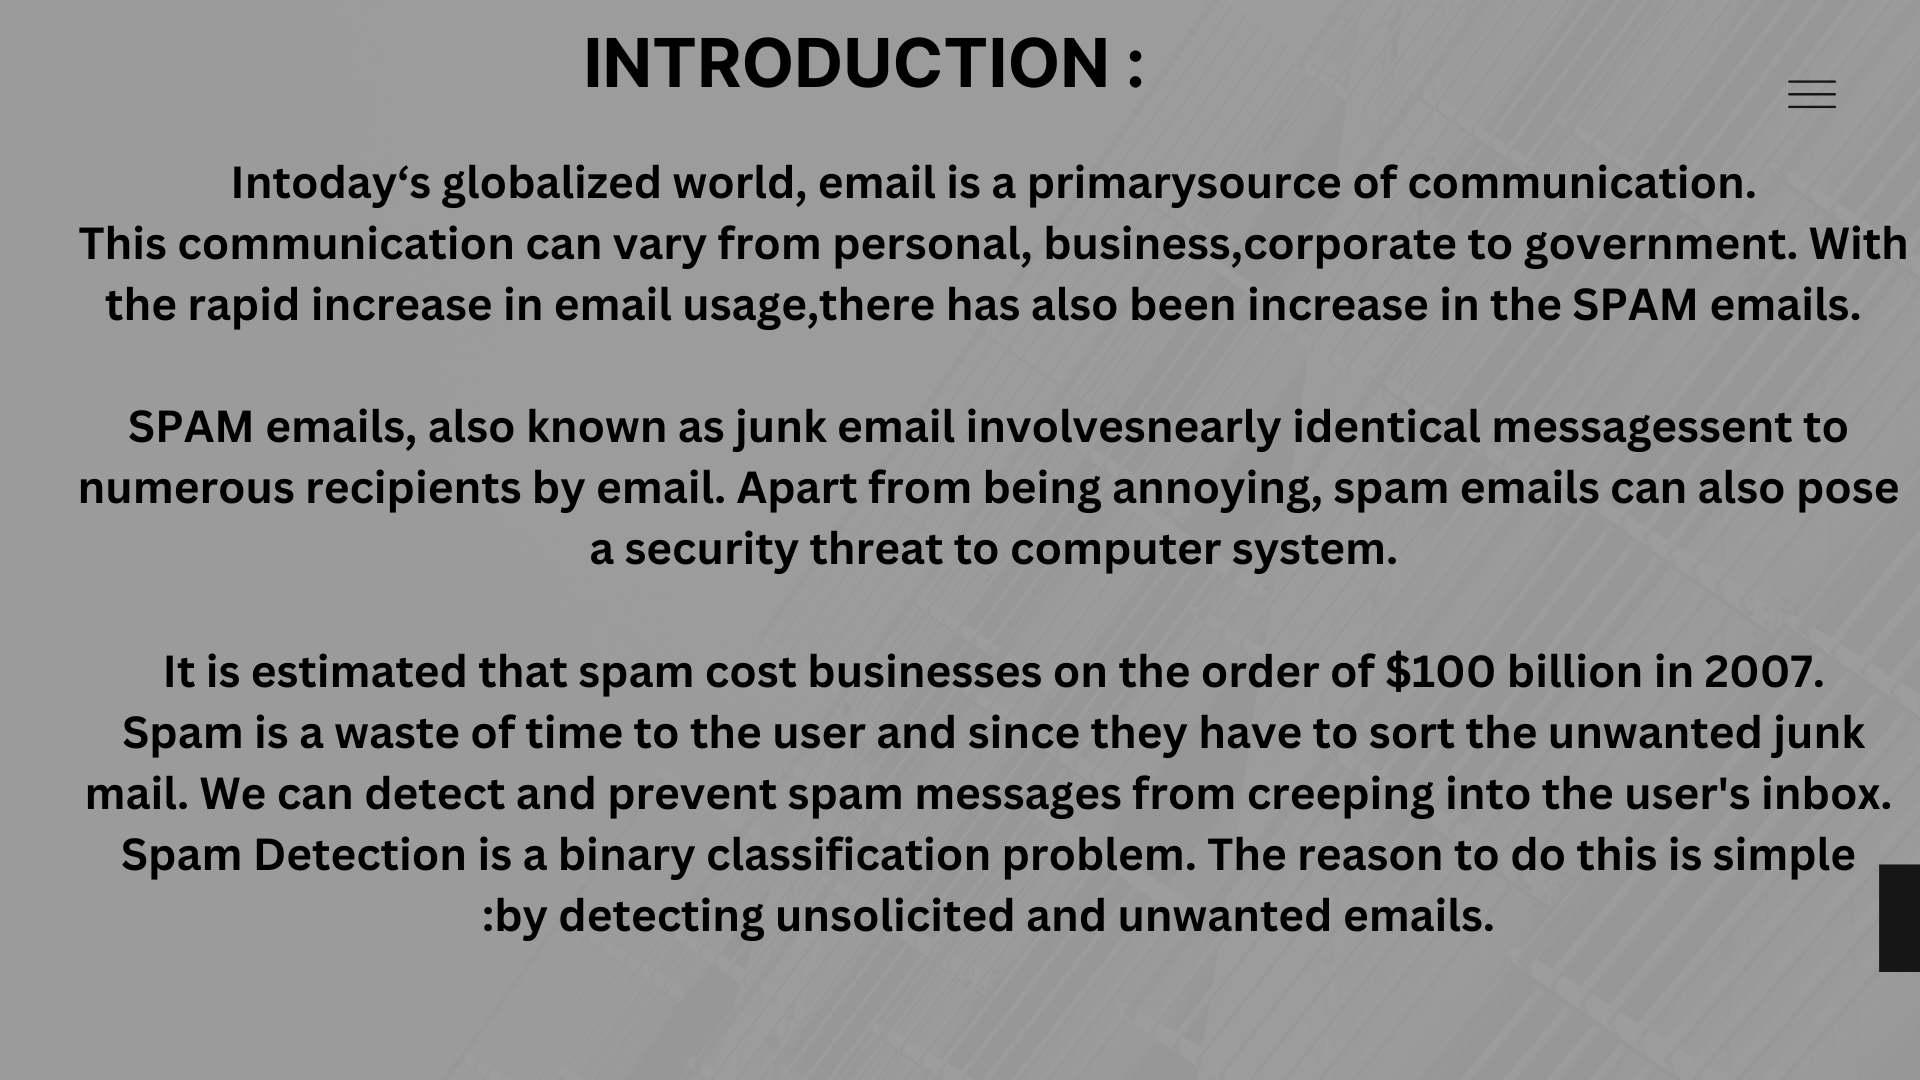 INTRODUCTION :
Intoday‘s globalized world, email is a primarysource of communication.
This communication can vary from personal, business,corporate to government. With
the rapid increase in email usage,there has also been increase in the SPAM emails.
SPAM emails, also known as junk email involvesnearly identical messagessent to
numerous recipients by email. Apart from being annoying, spam emails can also pose
a security threat to computer system.
It is estimated that spam cost businesses on the order of $100 billion in 2007.
Spam is a waste of time to the user and since they have to sort the unwanted junk
mail. We can detect and prevent spam messages from creeping into the user's inbox.
Spam Detection is a binary classification problem. The reason to do this is simple
:by detecting unsolicited and unwanted emails.